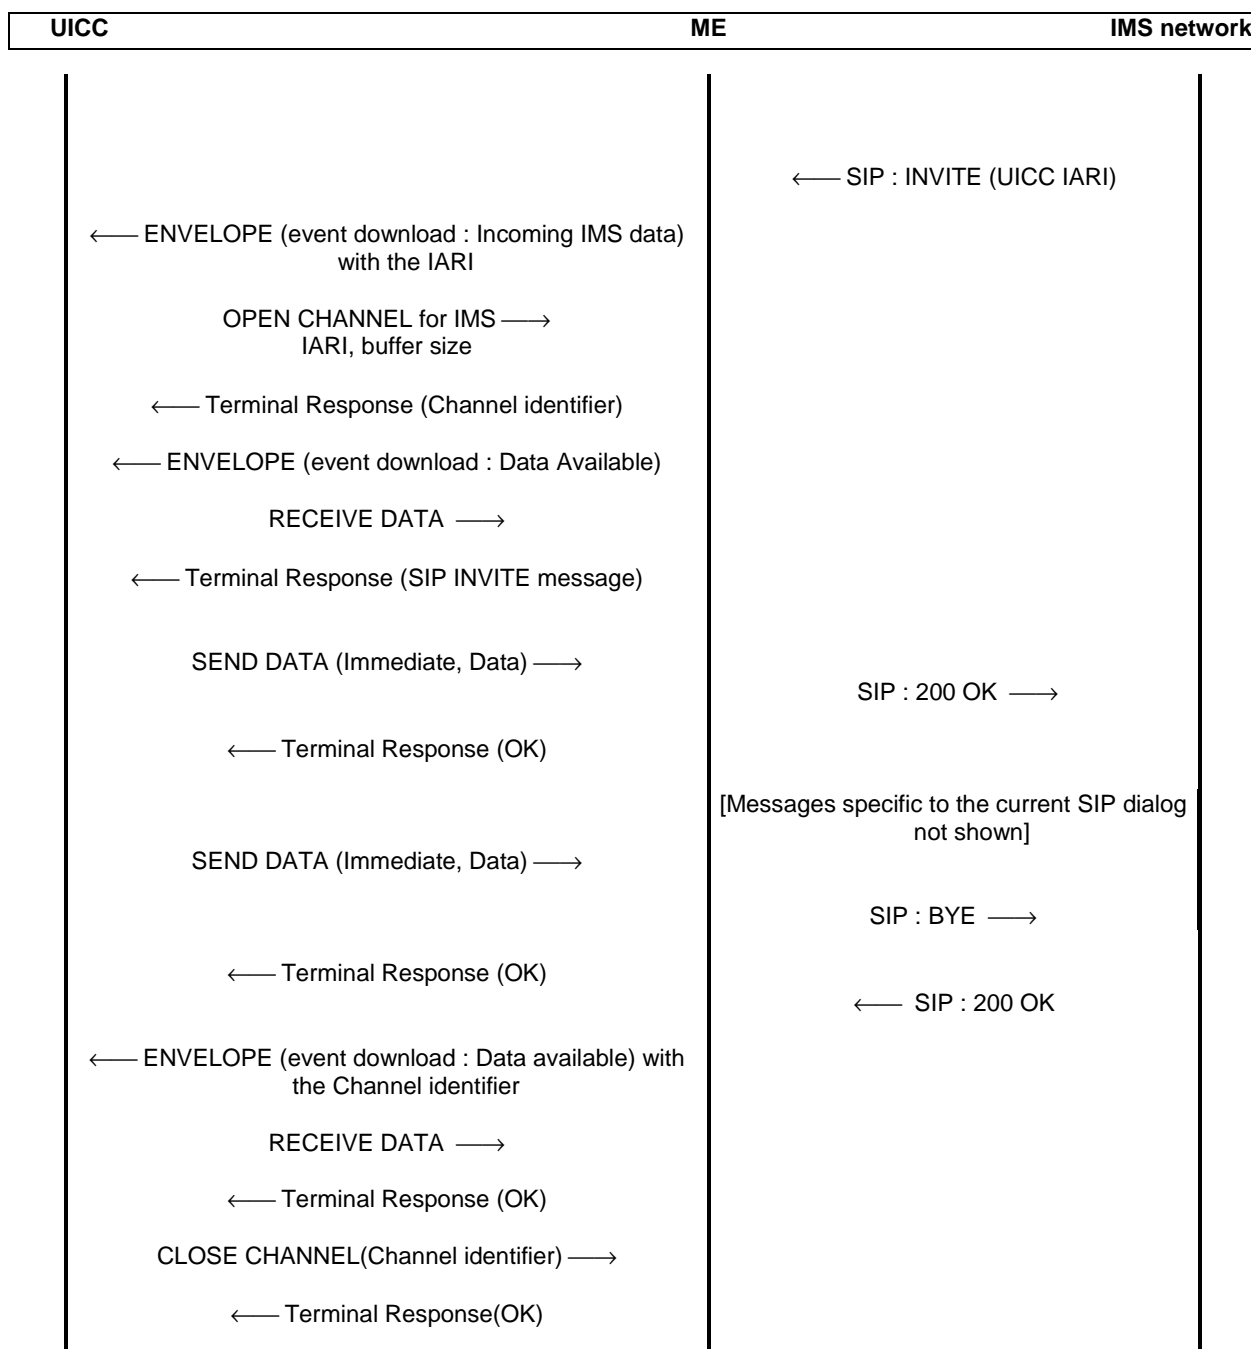 UICC ME IMS network
← SIP : INVITE (UICC IARI)
← ENVELOPE (event download : Incoming IMS data)
with the IARI
OPEN CHANNEL for IMS →
IARI, buffer size
← Terminal Response (Channel identifier)
← ENVELOPE (event download : Data Available)
RECEIVE DATA →
← Terminal Response (SIP INVITE message)
SEND DATA (Immediate, Data) →
SIP : 200 OK →
← Terminal Response (OK)
[Messages specific to the current SIP dialog
not shown]
SEND DATA (Immediate, Data) →
SIP : BYE →
← Terminal Response (OK)
← SIP : 200 OK
← ENVELOPE (event download : Data available) with
the Channel identifier
RECEIVE DATA →
← Terminal Response (OK)
CLOSE CHANNEL(Channel identifier) →
← Terminal Response(OK)